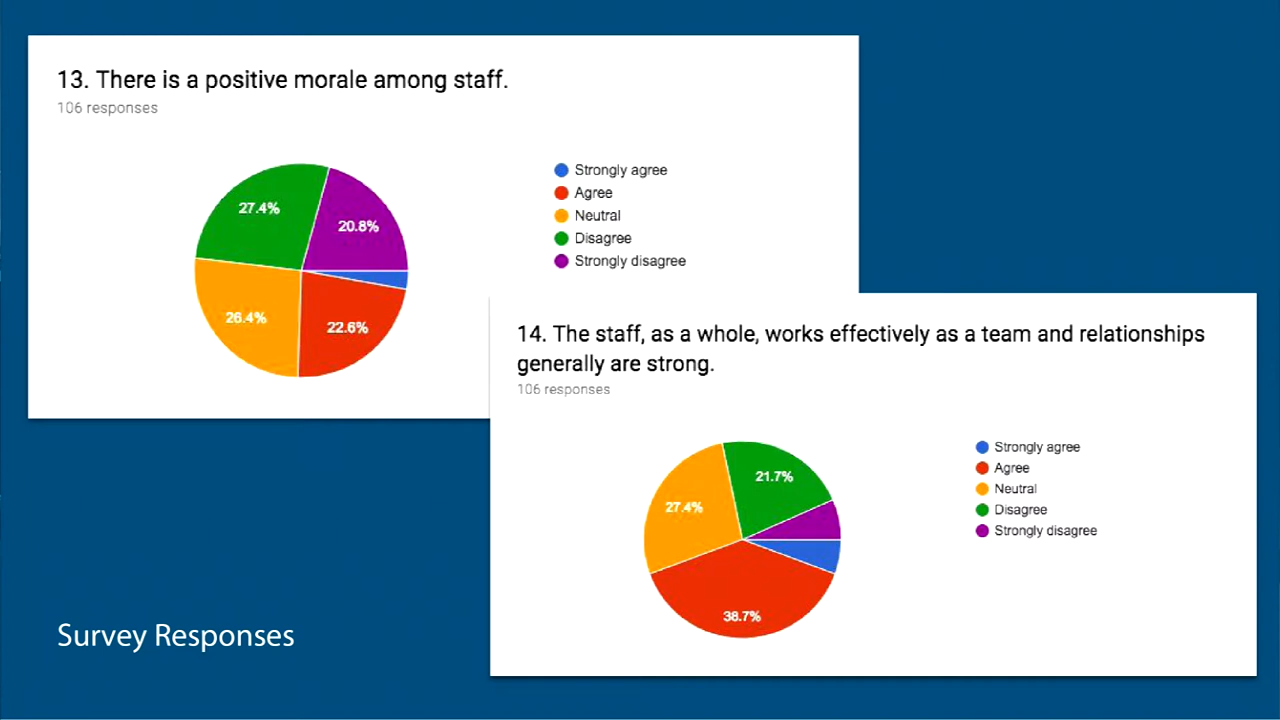 13. There is a positive morale among staff.
106 responses
27.4%
20.8%
26.4%
22.6%
Strongly agree
Agree
Neutral
Disagree
Strongly disagree
14. The staff, as a whole, works effectively as a team and relationships
generally are strong.
106 responses
21.7%
27.4%
38.7%
Strongly agree
Agree
Neutral
Disagree
Strongly disagree
Survey Responses